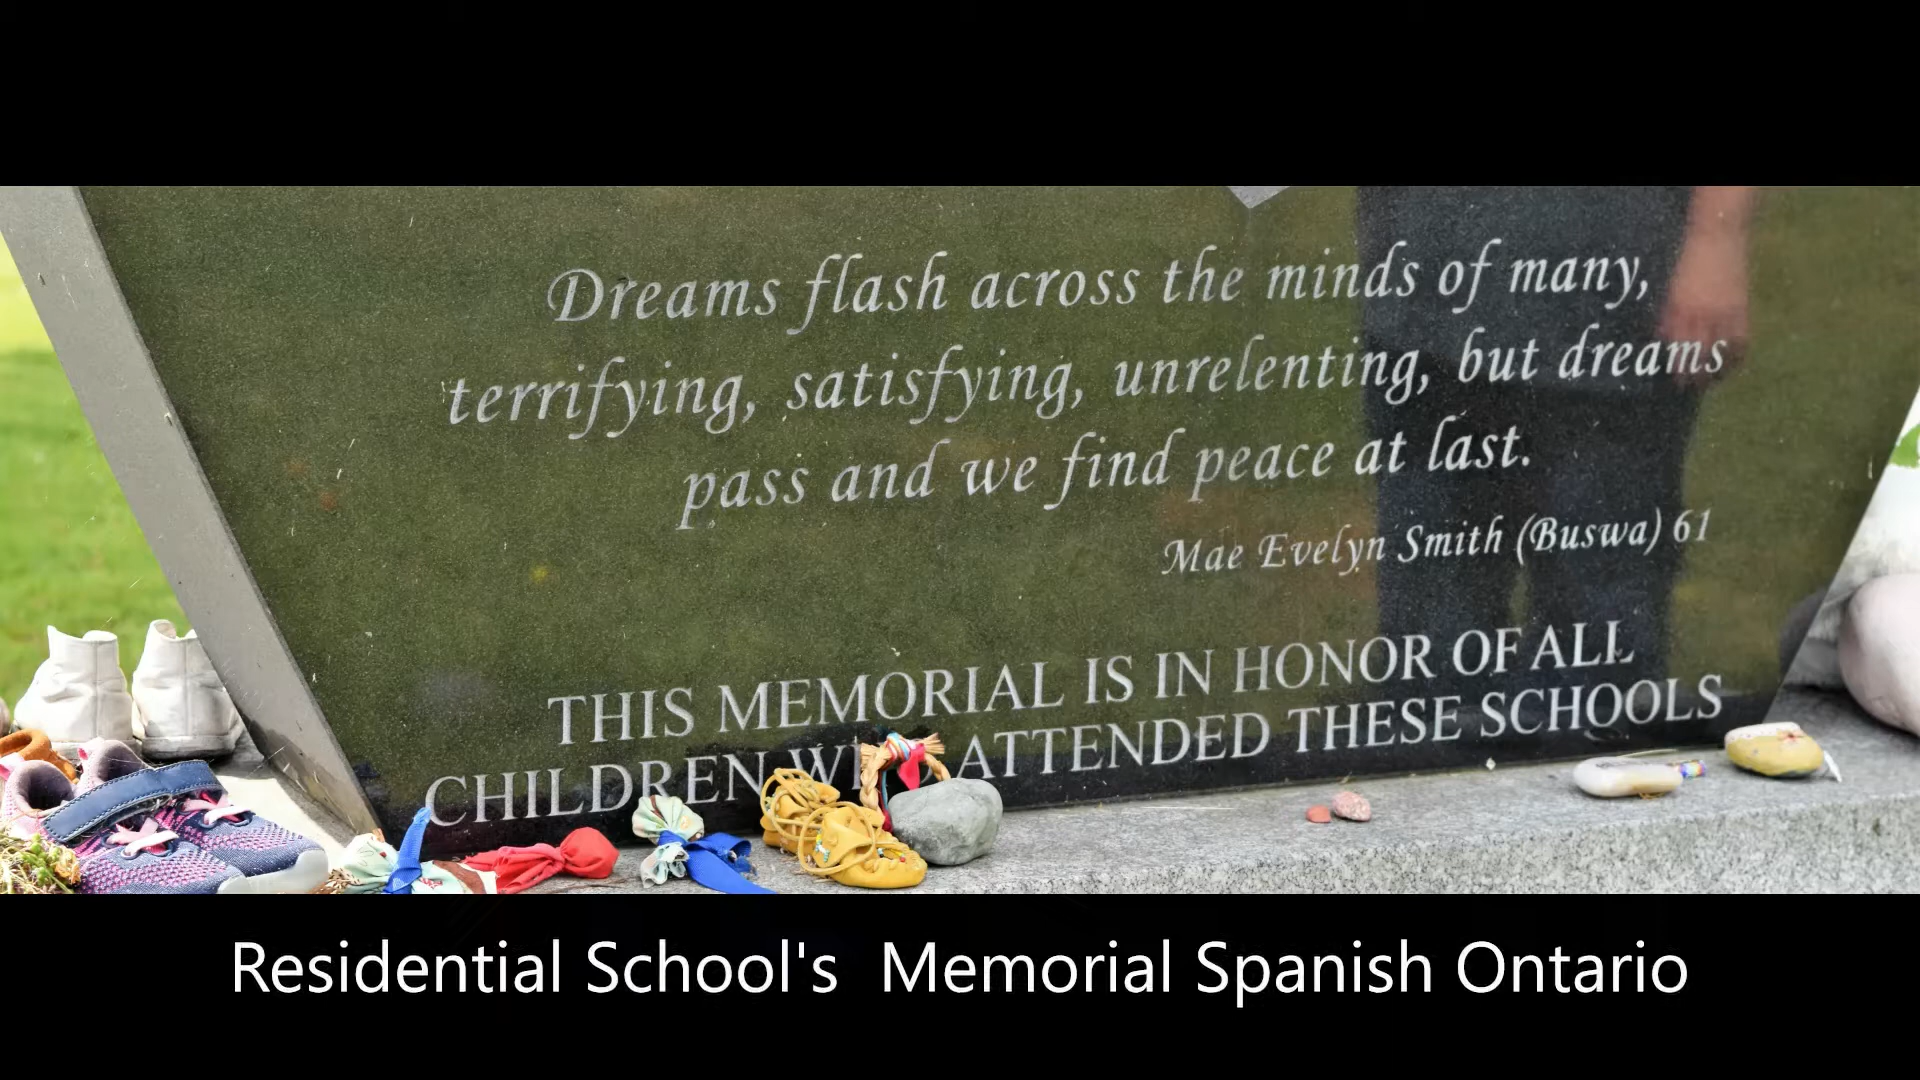 Dreams flash across the minds of many,
terrifying, satisfying, unrelenting, but dreams
pass and we find peace at last.
Mae Evelyn Smith (Buswa) 61
THIS MEMORIAL IS IN HONOR OF ALL
CHILDREN WHO ATTENDED THESE SCHOOLS
Residential School's Memorial Spanish Ontario